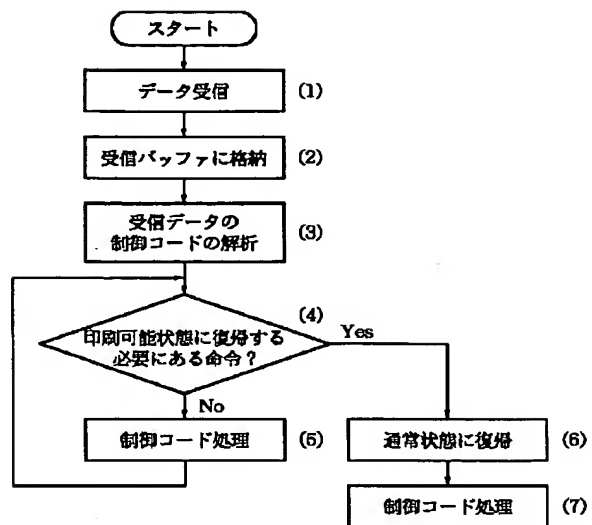 スタート
データ受信 (1)
受信バッファに格納 (2)
受信データの
制御コードの解析 (3)
(4)
印刷可能状態に復帰する
必要にある命令?
Yes
No
制御コード処理 (5)
通常状態に復帰 (6)
制御コード処理 (7)